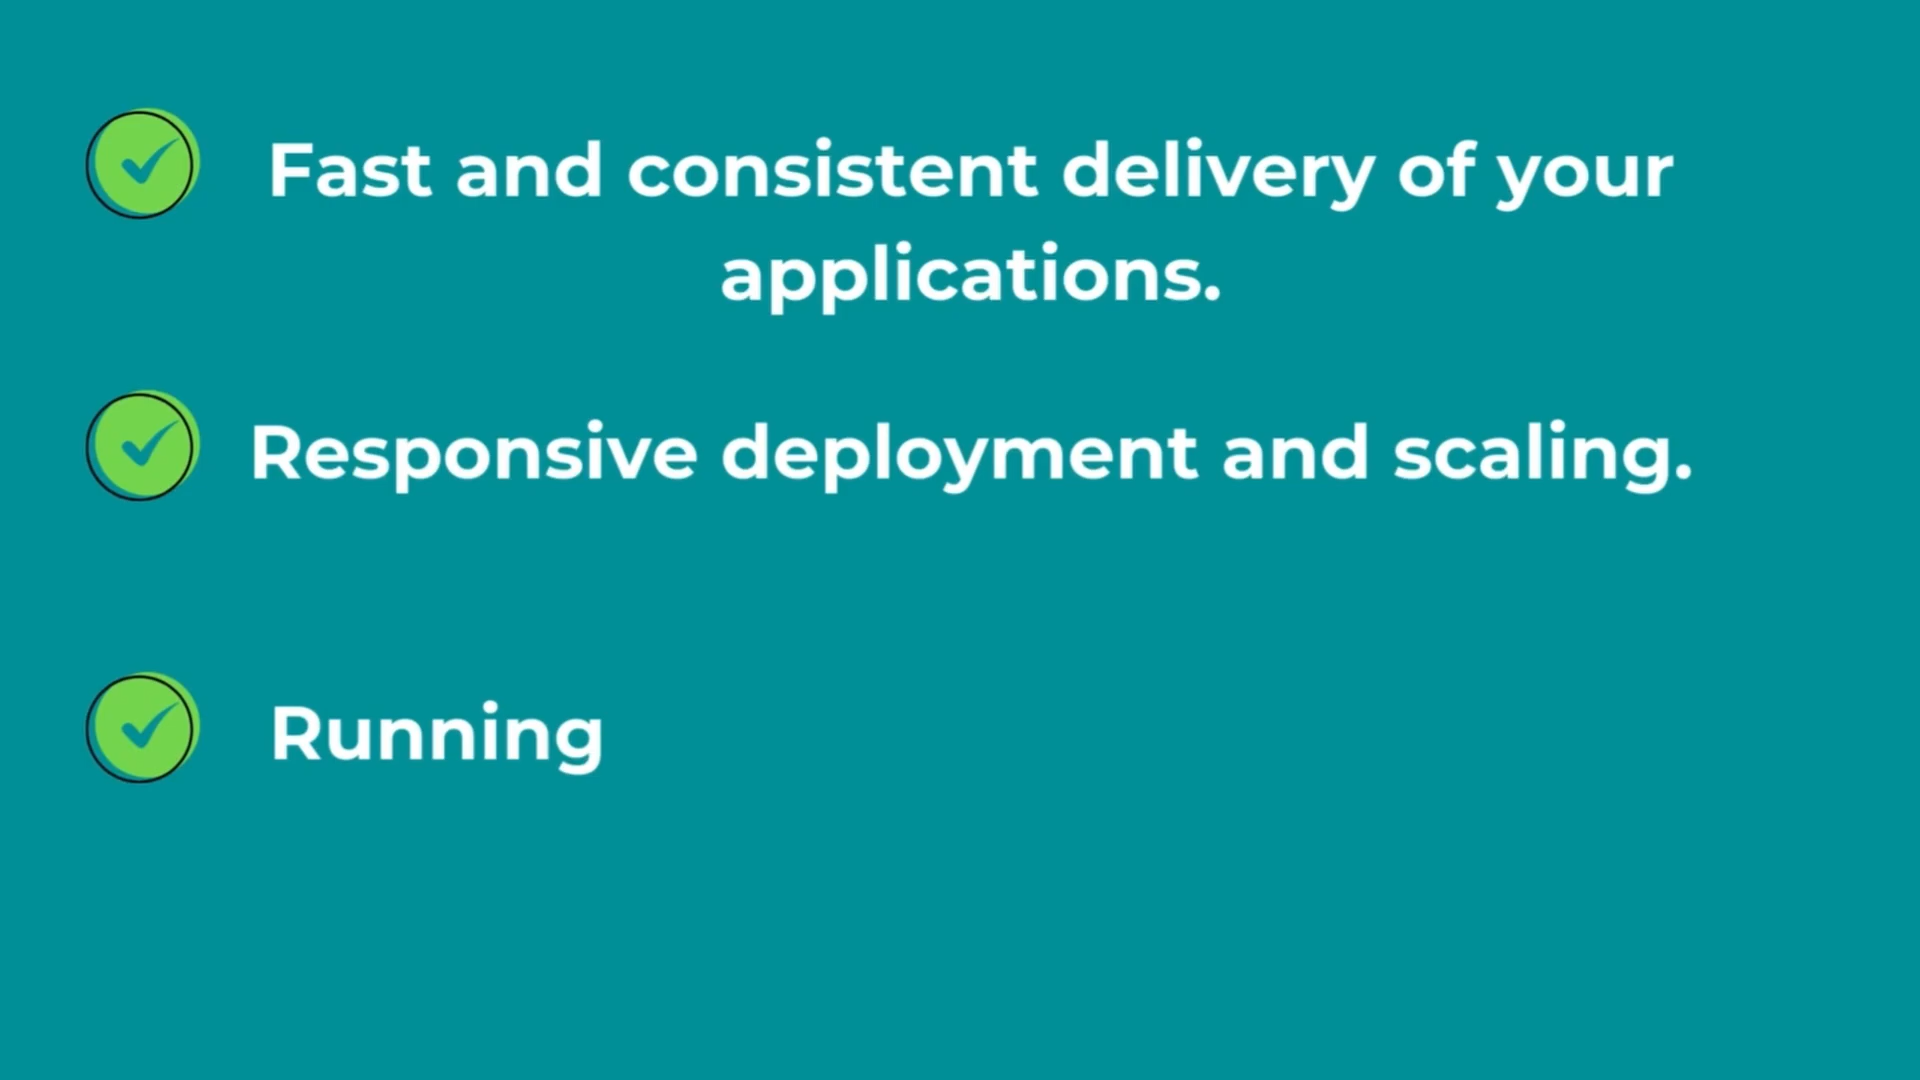 Fast and consistent delivery of your
applications.
Responsive deployment and scaling.
Running